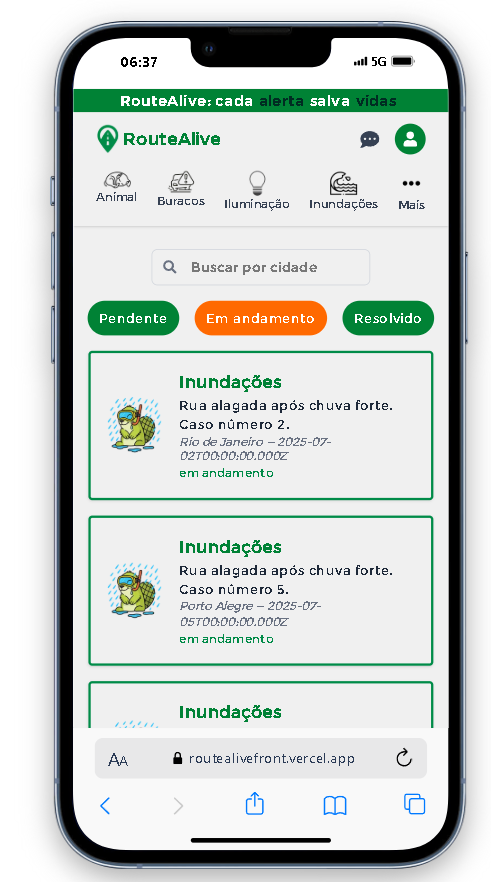 06:37
5G
RouteAlive: cada alerta salva vidas
RouteAlive
Animal
Buracos
Iluminação
Inundações
Mais
Buscar por cidade
Pendente
Em andamento
Resolvido
Inundações
Rua alagada após chuva forte.
Caso número 2.
Rio de Janeiro – 2025-07-
02T00:00:00.000Z
em andamento
Inundações
Rua alagada após chuva forte.
Caso número 5.
Porto Alegre – 2025-07-
05T00:00:00.000Z
em andamento
Inundações
AA
routealivefront.vercel.app